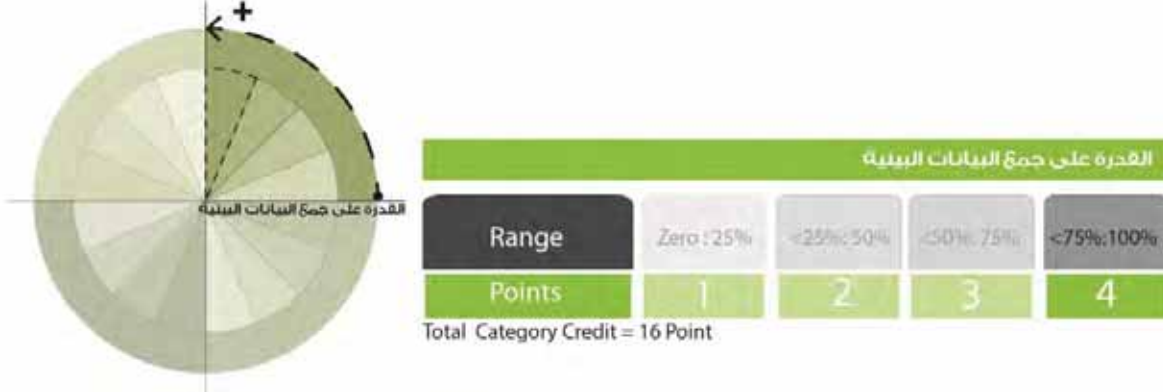 +
القدرة على جمع البيانات البيئية
القدرة على جمع البيانات البيئية
Range Zero : 25% <25%: 50% <50%: 75% <75%:100%
Points 1 2 3 4
Total Category Credit = 16 Point